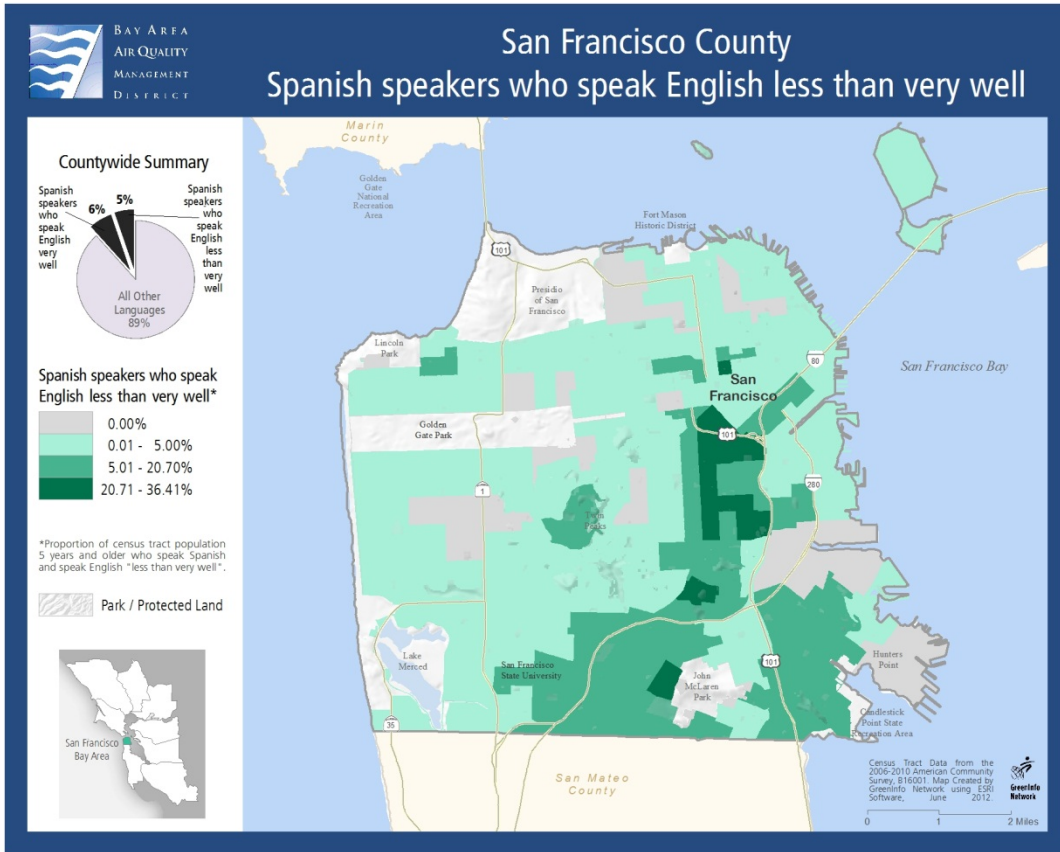 BAY AREA
AIR QUALITY
MANAGEMENT
DISTRICT
San Francisco County
Spanish speakers who speak English less than very well
Countywide Summary
Spanish
speakers
who
speak
English
very
well
6%
5%
Spanish
speakers
who
speak
English
less
than
very
well
All Other
Languages
89%
Spanish speakers who speak
English less than very well*
0.00%
0.01 - 5.00%
5.01 - 20.70%
20.71 - 36.41%
*Proportion of census tract population
5 years and older who speak Spanish
and speak English "less than very well".
Park / Protected Land
San Francisco
Bay Area
Marin
County
Golden
Gate
National
Recreation
Area
Fort Mason
Historic District
101
Presidio
of San
Francisco
Lincoln
Park
80
San Francisco Bay
San
Francisco
Golden
Gate Park
101
1
280
Twin
Peaks
Lake
Merced
San Francisco
State University
John
McLaren
Park
101
Hunters
Point
Candlestick
Point State
Recreation Area
35
San Mateo
County
Census Tract Data from the
2006-2010 American Community
Survey, B16001. Map Created by
GreenInfo Network using ESRI
Software, June 2012.
GreenInfo
Network
0 1 2 Miles